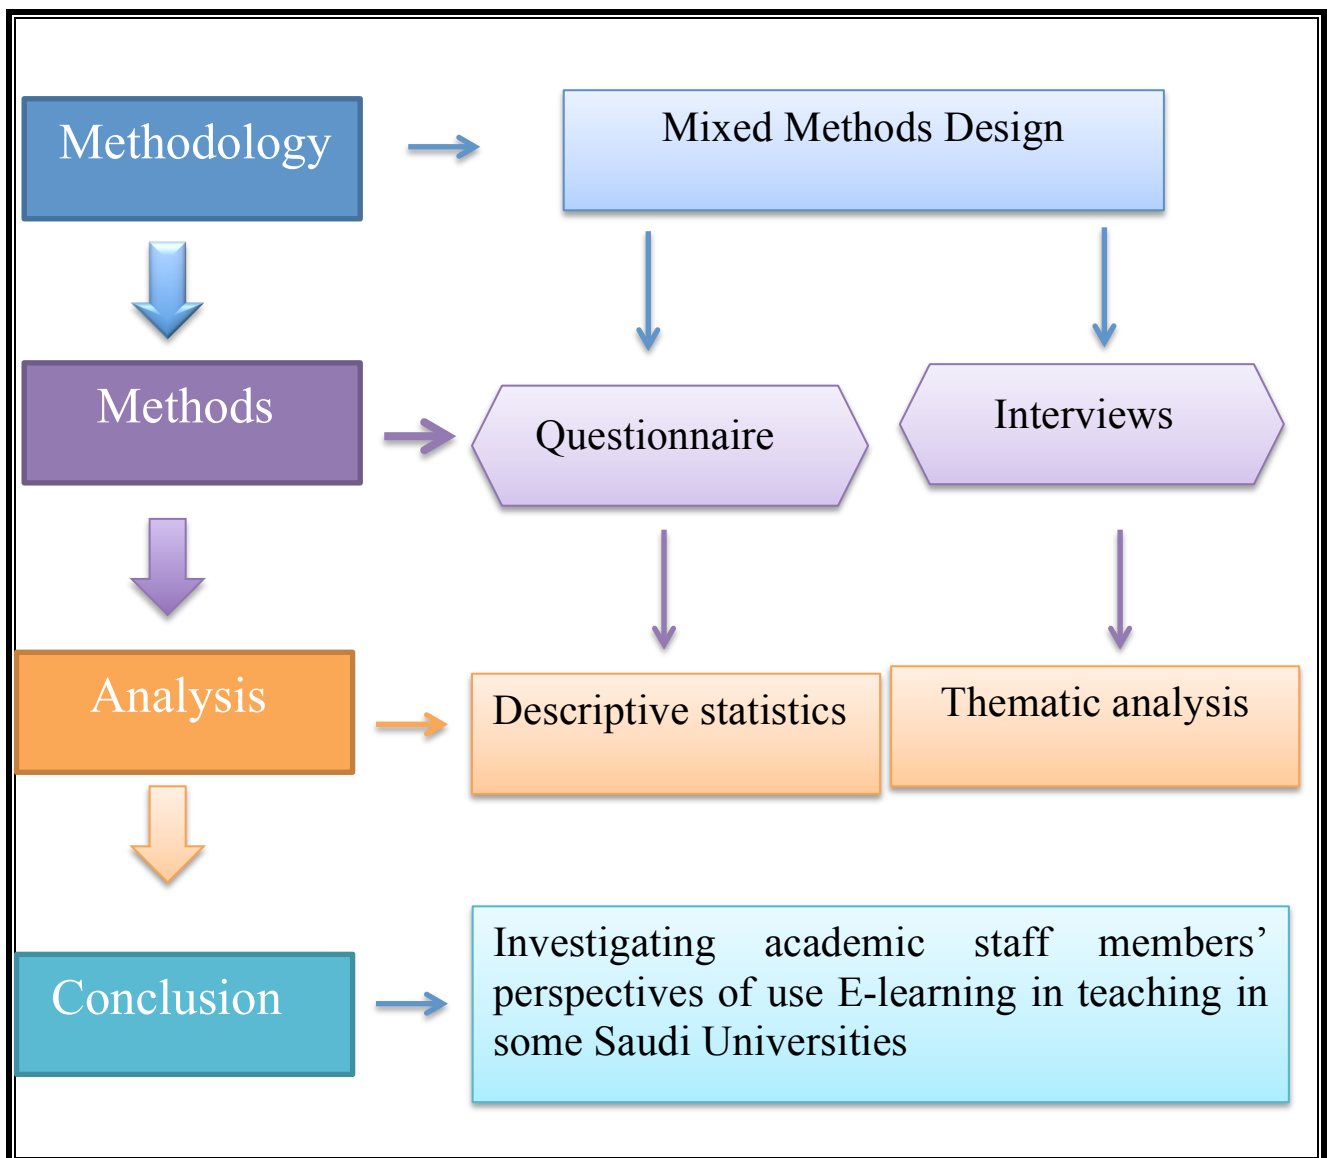 Methodology
Mixed Methods Design
Methods
Questionnaire
Interviews
Analysis
Descriptive statistics
Thematic analysis
Conclusion
Investigating academic staff members’
perspectives of use E-learning in teaching in
some Saudi Universities